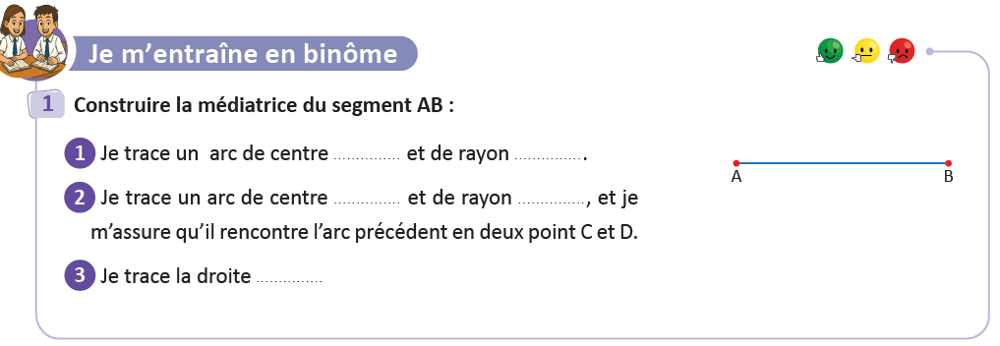 Je m’entraîne en binôme
1 Construire la médiatrice du segment AB :
1 Je trace un arc de centre ............... et de rayon ................
2 Je trace un arc de centre ............... et de rayon ..............., et je
m’assure qu’il rencontre l’arc précédent en deux point C et D.
3 Je trace la droite ...............
A B